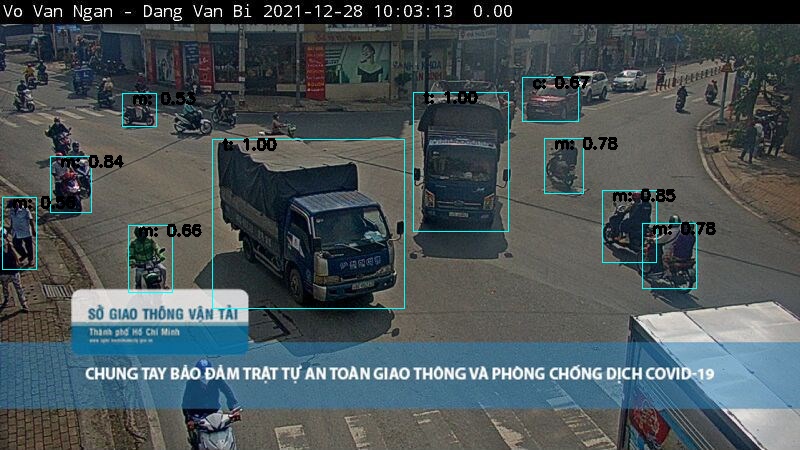 Vo Van Ngan - Dang Van Bi 2021-12-28 10:03:13  0.00
c: 0.67
m: 0.53
t: 1.00
t: 1.00
m: 0.78
m: 0.84
m: 0.85
m: 0.66
m: 0.78
SỞ GIAO THÔNG VẬN TẢI
Thành phố Hồ Chí Minh
CHUNG TAY BẢO ĐẢM TRẬT TỰ AN TOÀN GIAO THÔNG VÀ PHÒNG CHỐNG DỊCH COVID-19